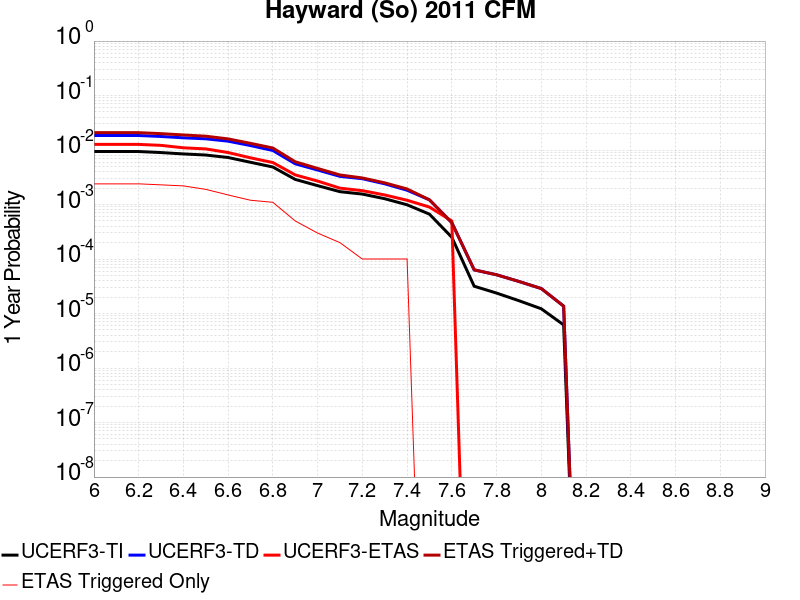 Hayward (So) 2011 CFM
1 Year Probability
10^0
10^-1
10^-2
10^-3
10^-4
10^-5
10^-6
10^-7
10^-8
6 6.2 6.4 6.6 6.8 7 7.2 7.4 7.6 7.8 8 8.2 8.4 8.6 8.8 9
Magnitude
UCERF3-TI UCERF3-TD UCERF3-ETAS ETAS Triggered+TD
ETAS Triggered Only